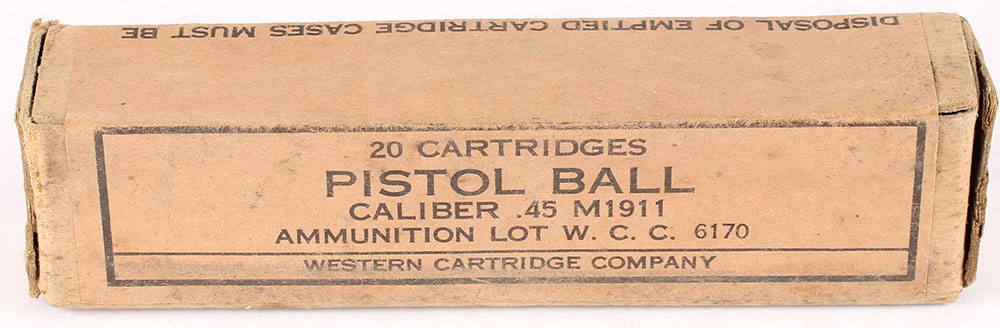 DISPOSAL OF EMPTIED CARTRIDGE CASES MUST BE
20 CARTRIDGES
PISTOL BALL
CALIBER .45 M1911
AMMUNITION LOT W. C. C. 6170
WESTERN CARTRIDGE COMPANY